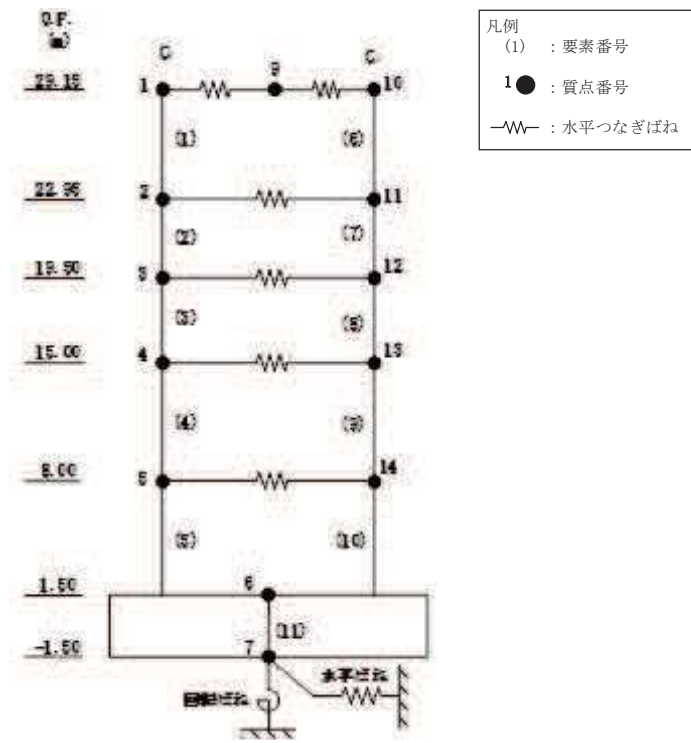 O.F.
(m)
C C
1 9 10
29.15
(1) (6)
22.95 2 11
(2) (7)
19.50 3 12
(3) (8)
15.00 4 13
(4) (9)
8.00 5 14
(5) (10)
1.50 6
(11)
-1.50 7
水平ばね
回転ばね
凡例
(1) : 要素番号
1 : 質点番号
: 水平つなぎばね